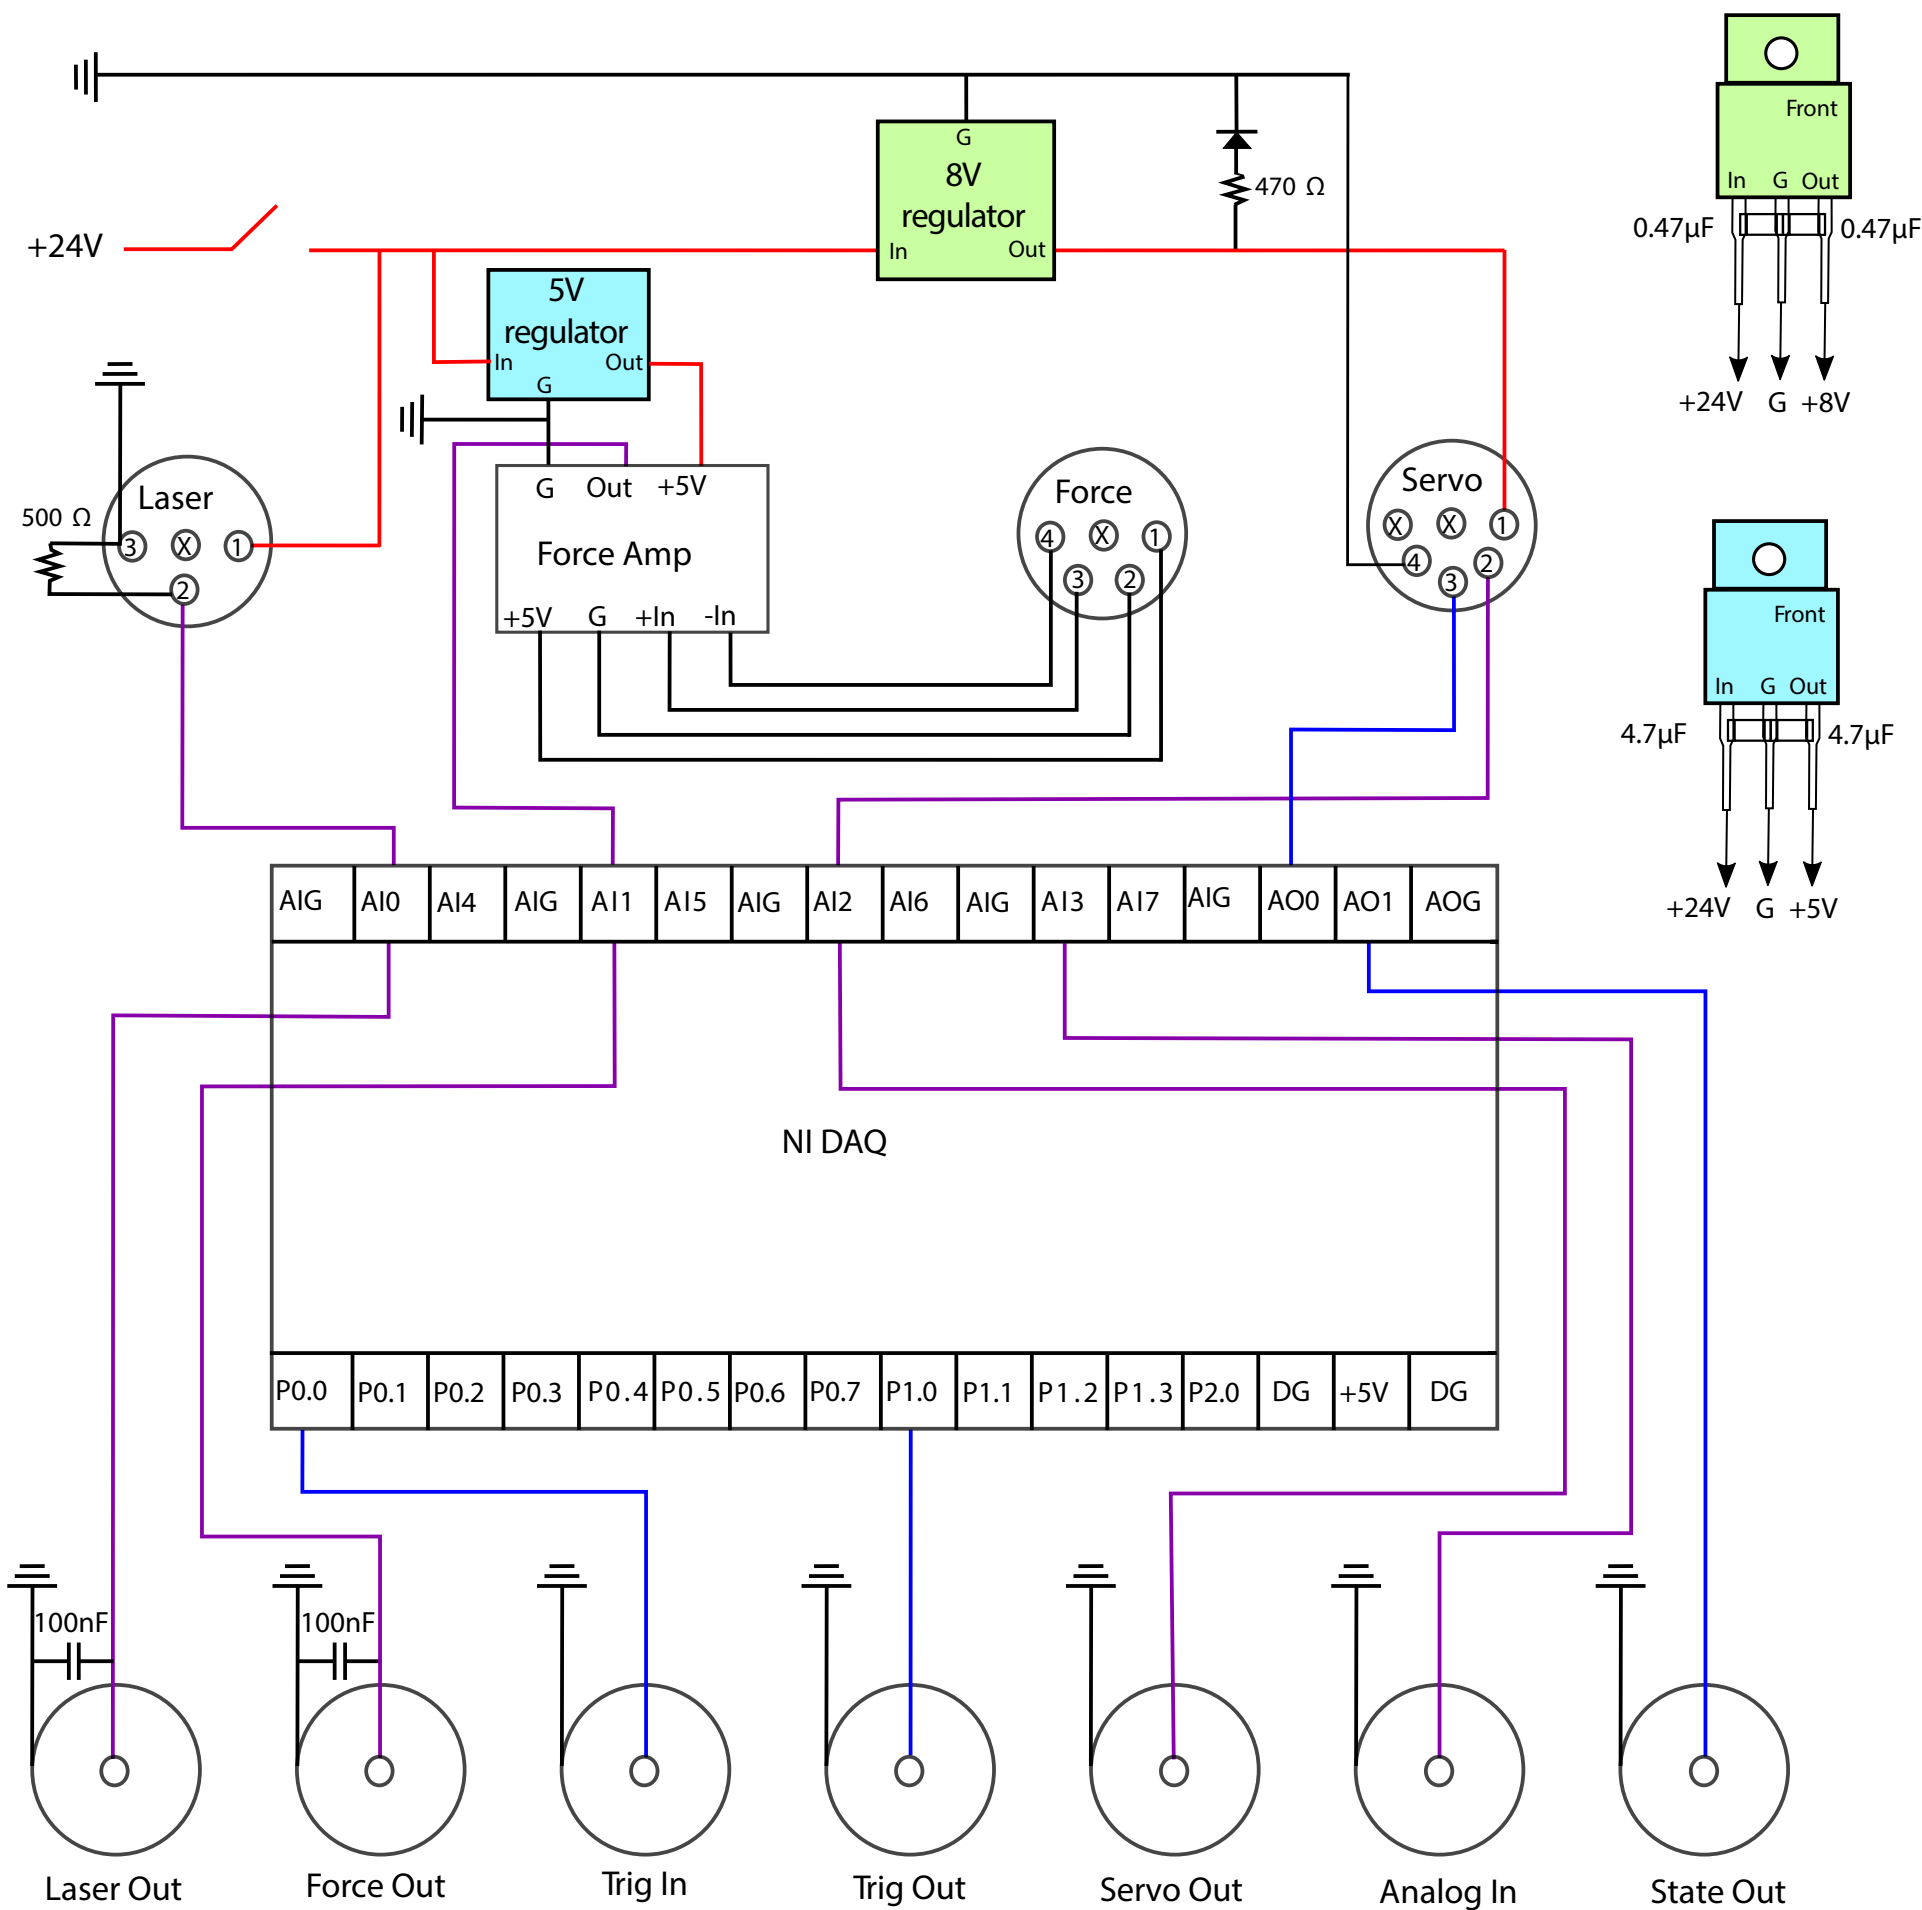 +24V
G
8V
regulator
In
Out
470 Ω
5V
regulator
In
Out
G
Front
In G Out
0.47µF
0.47µF
+24V G +8V
Laser
500 Ω
3 X 1
2
G Out +5V
Force Amp
+5V G +In -In
Force
4 X 1
3 2
Servo
X X 1
4 2
3
Front
In G Out
4.7µF
4.7µF
+24V G +5V
AIG AI0 AI4 AIG AI1 AI5 AIG AI2 AI6 AIG AI3 AI7 AIG AO0 AO1 AOG
NI DAQ
P0.0 P0.1 P0.2 P0.3 P0.4 P0.5 P0.6 P0.7 P1.0 P1.1 P1.2 P1.3 P2.0 DG +5V DG
100nF
100nF
Laser Out
Force Out
Trig In
Trig Out
Servo Out
Analog In
State Out